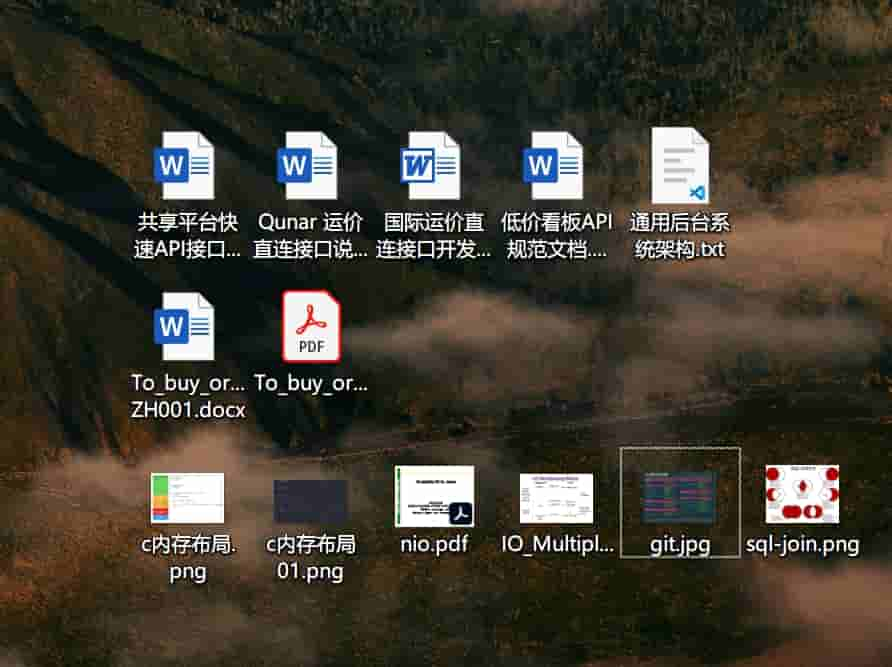 共享平台快 Qunar 运价 国际运价直 低价看板API 通用后台系
速API接口... 直连接口说... 连接口开发... 规范文档.... 统架构.txt
PDF
To_buy_or... To_buy_or...
ZH001.docx
c内存布局. c内存布局 nio.pdf IO_Multipl... git.jpg sql-join.png
png 01.png